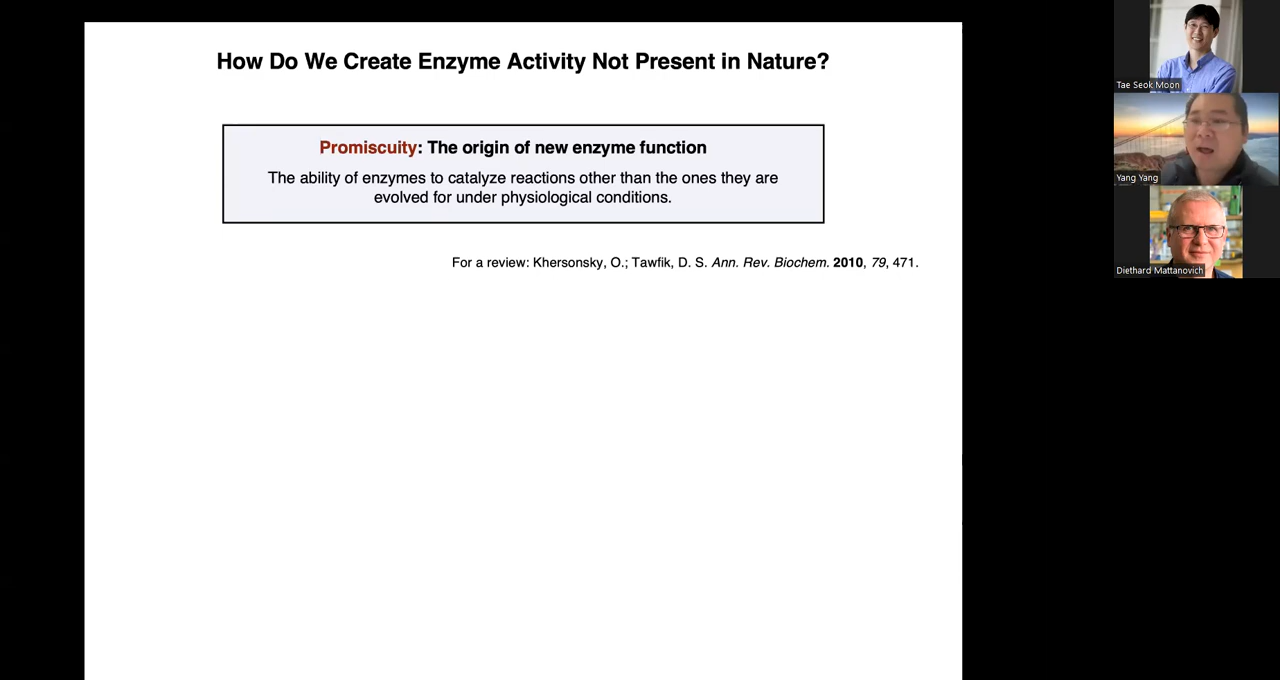 How Do We Create Enzyme Activity Not Present in Nature?
Promiscuity: The origin of new enzyme function
The ability of enzymes to catalyze reactions other than the ones they are
evolved for under physiological conditions.
For a review: Khersonsky, O.; Tawfik, D. S. Ann. Rev. Biochem. 2010, 79, 471.
Tae Seok Moon
Yang Yang
Diethard Mattanovich